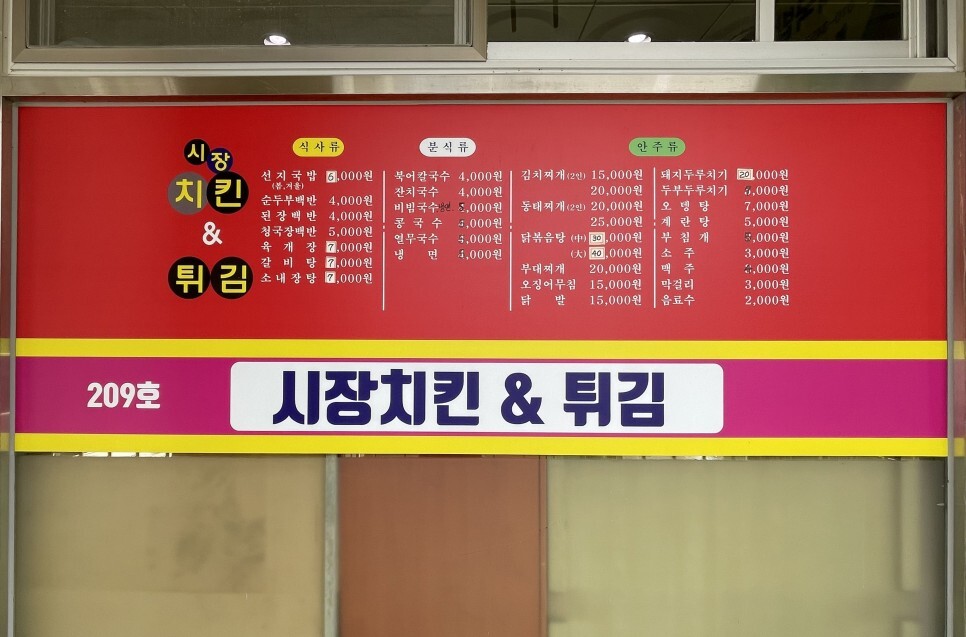 시장
치킨
&
튀김
식사류
선지국밥 6,000원
(봄,겨울)
순두부백반 4,000원
된장백반 4,000원
청국장백반 5,000원
육개장 7,000원
갈비탕 7,000원
소내장탕 7,000원
분식류
북어칼국수 4,000원
잔치국수 4,000원
비빔국수 ,000원
콩국수 ,000원
열무국수 ,000원
냉면 ,000원
안주류
김치찌개(2인) 15,000원
20,000원
동태찌개(2인) 20,000원
25,000원
닭볶음탕 (中) 30,000원
(大) 40,000원
부대찌개 20,000원
오징어무침 15,000원
닭발 15,000원
돼지두루치기 20,000원
두부두루치기 ,000원
오뎅탕 7,000원
계란탕 5,000원
부침개 ,000원
소주 3,000원
맥주 ,000원
막걸리 3,000원
음료수 2,000원
209호
시장치킨 & 튀김